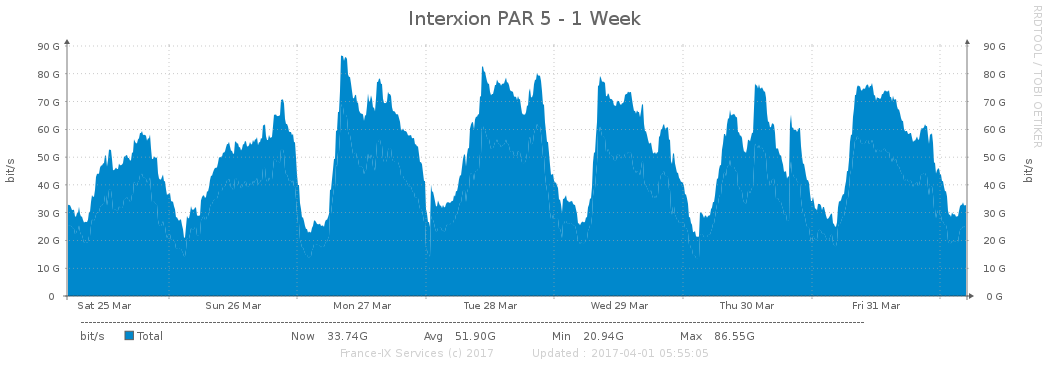 Interxion PAR 5 - 1 Week
RRDTOOL / TOBI OETIKER
bit/s
90 G 90 G
80 G 80 G
70 G 70 G
60 G 60 G
50 G 50 G
40 G 40 G
30 G 30 G
20 G 20 G
10 G 10 G
0 0 G
bit/s
Sat 25 Mar Sun 26 Mar Mon 27 Mar Tue 28 Mar Wed 29 Mar Thu 30 Mar Fri 31 Mar
bit/s Total Now 33.74G Avg 51.90G Min 20.94G Max 86.55G
France-IX Services (c) 2017 Updated : 2017-04-01 05:55:05